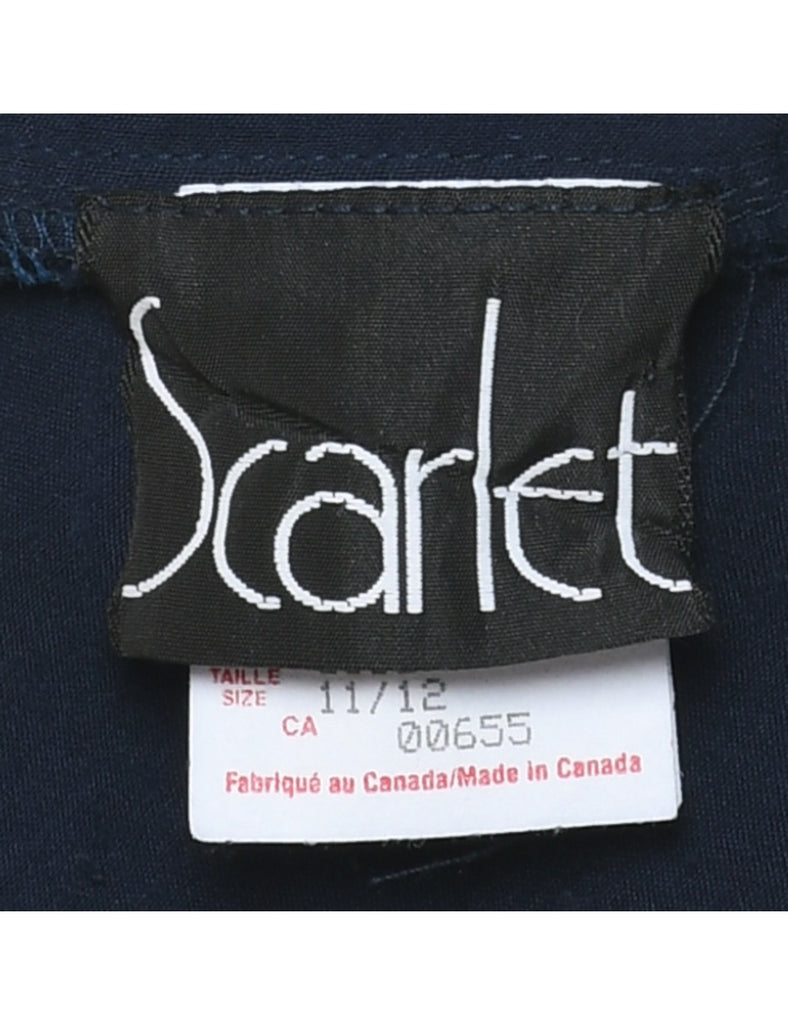 Scarlet
TAILLE
SIZE 11/12
CA 00655
Fabriqué au Canada/Made in Canada